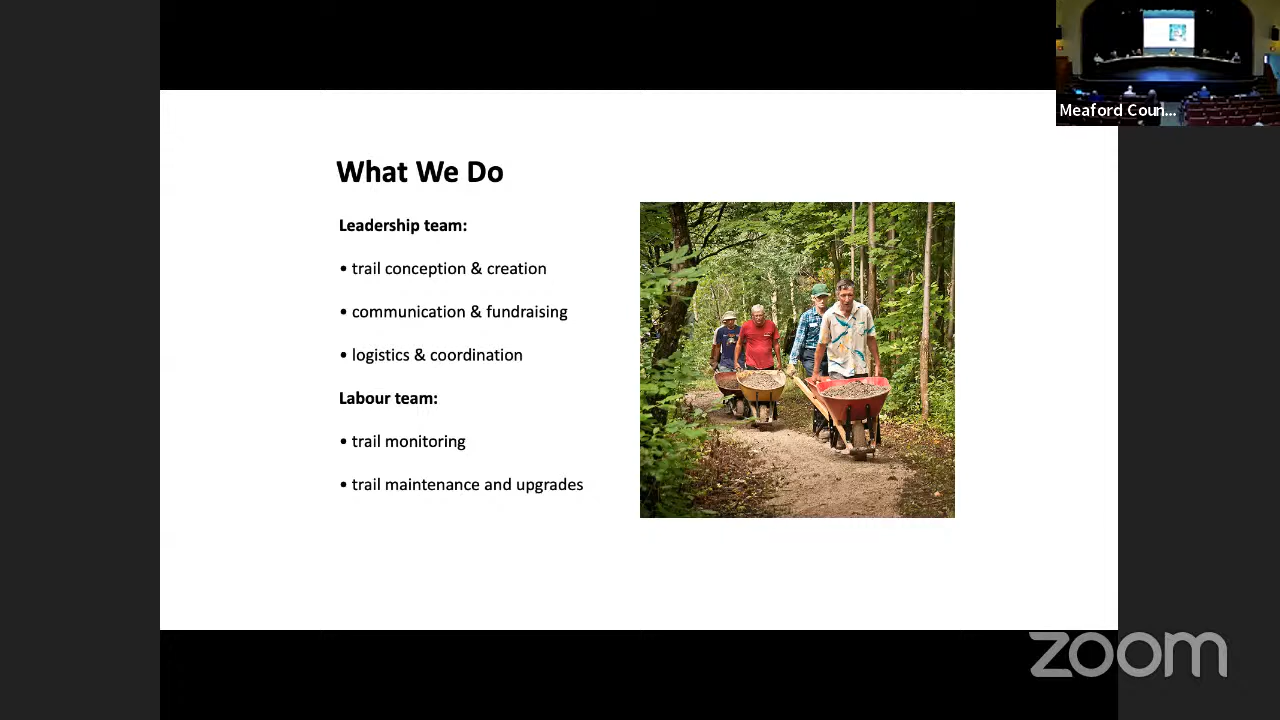 Meaford Coun...
What We Do
Leadership team:
• trail conception & creation
• communication & fundraising
• logistics & coordination
Labour team:
• trail monitoring
• trail maintenance and upgrades
zoom